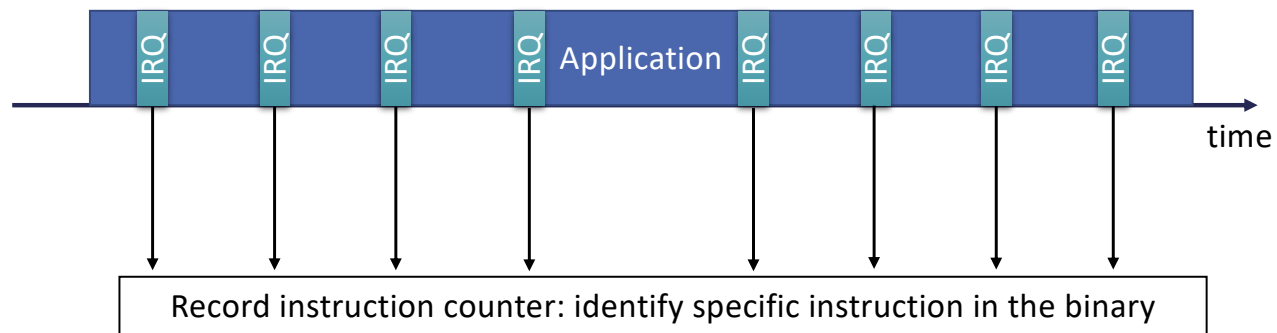 IRQ
IRQ
IRQ
IRQ
Application
IRQ
IRQ
IRQ
IRQ
time
Record instruction counter: identify specific instruction in the binary